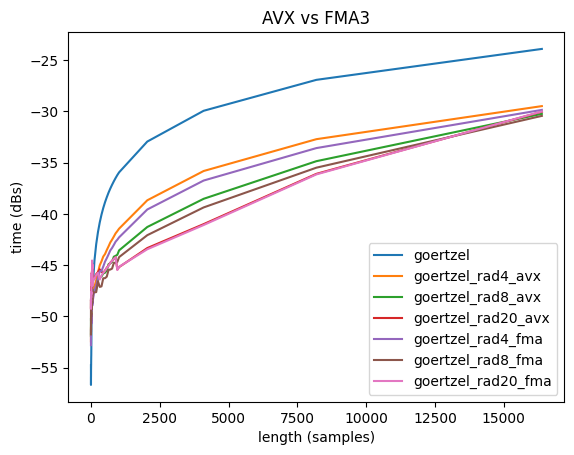 AVX vs FMA3
time (dBs)
−25
−30
−35
−40
−45
−50
−55
goertzel
goertzel_rad4_avx
goertzel_rad8_avx
goertzel_rad20_avx
goertzel_rad4_fma
goertzel_rad8_fma
goertzel_rad20_fma
0 2500 5000 7500 10000 12500 15000
length (samples)